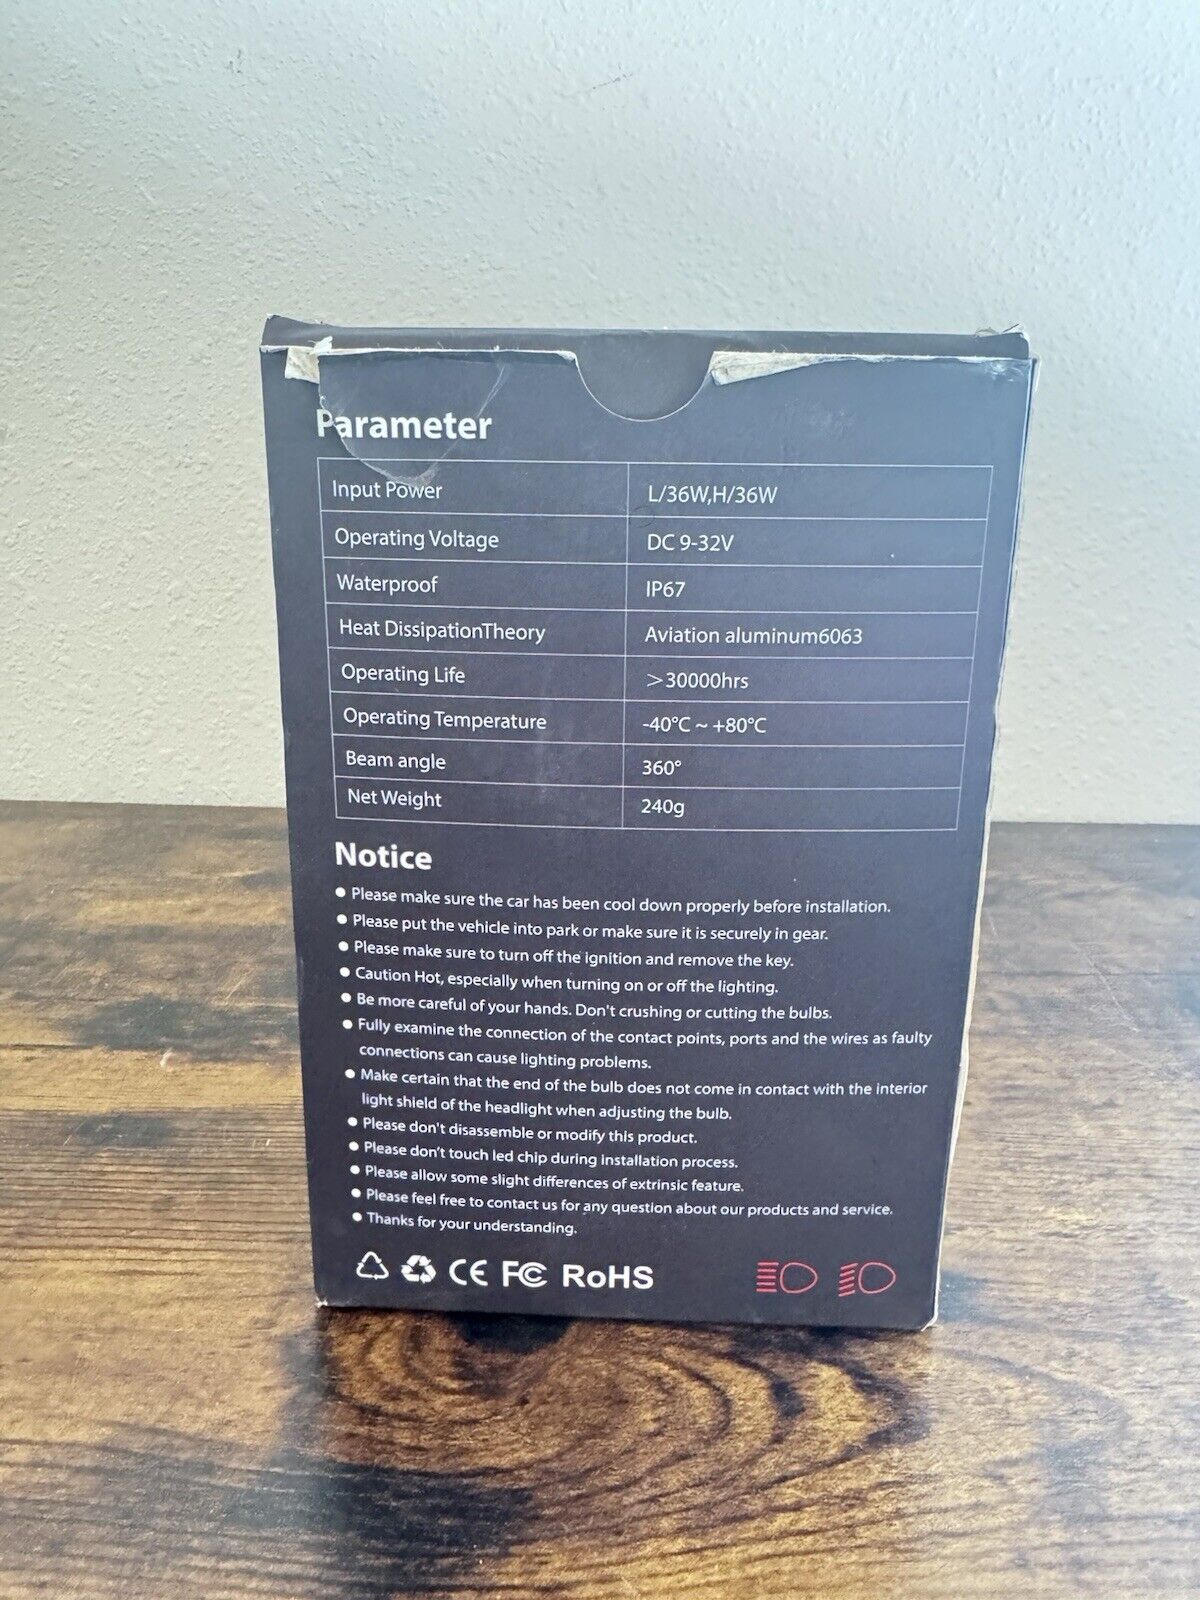 Parameter
Input Power L/36W,H/36W
Operating Voltage DC 9-32V
Waterproof IP67
Heat DissipationTheory Aviation aluminum6063
Operating Life >30000hrs
Operating Temperature -40°C ~ +80°C
Beam angle 360°
Net Weight 240g
Notice
● Please make sure the car has been cool down properly before installation.
● Please put the vehicle into park or make sure it is securely in gear.
● Please make sure to turn off the ignition and remove the key.
● Caution Hot, especially when turning on or off the lighting.
● Be more careful of your hands. Don't crushing or cutting the bulbs.
● Fully examine the connection of the contact points, ports and the wires as faulty
connections can cause lighting problems.
● Make certain that the end of the bulb does not come in contact with the interior
light shield of the headlight when adjusting the bulb.
● Please don't disassemble or modify this product.
● Please don't touch led chip during installation process.
● Please allow some slight differences of extrinsic feature.
● Please feel free to contact us for any question about our products and service.
● Thanks for your understanding.
CE FC RoHS